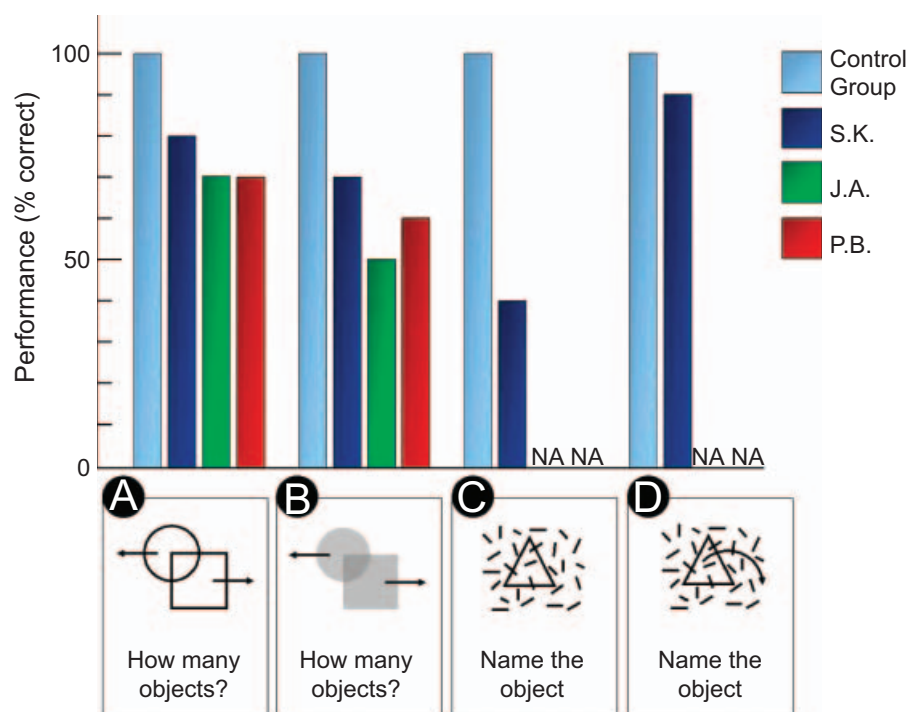 Performance (% correct)
100
50
0
Control
Group
S.K.
J.A.
P.B.
NA NA
NA NA
A
B
C
D
How many
objects?
How many
objects?
Name the
object
Name the
object